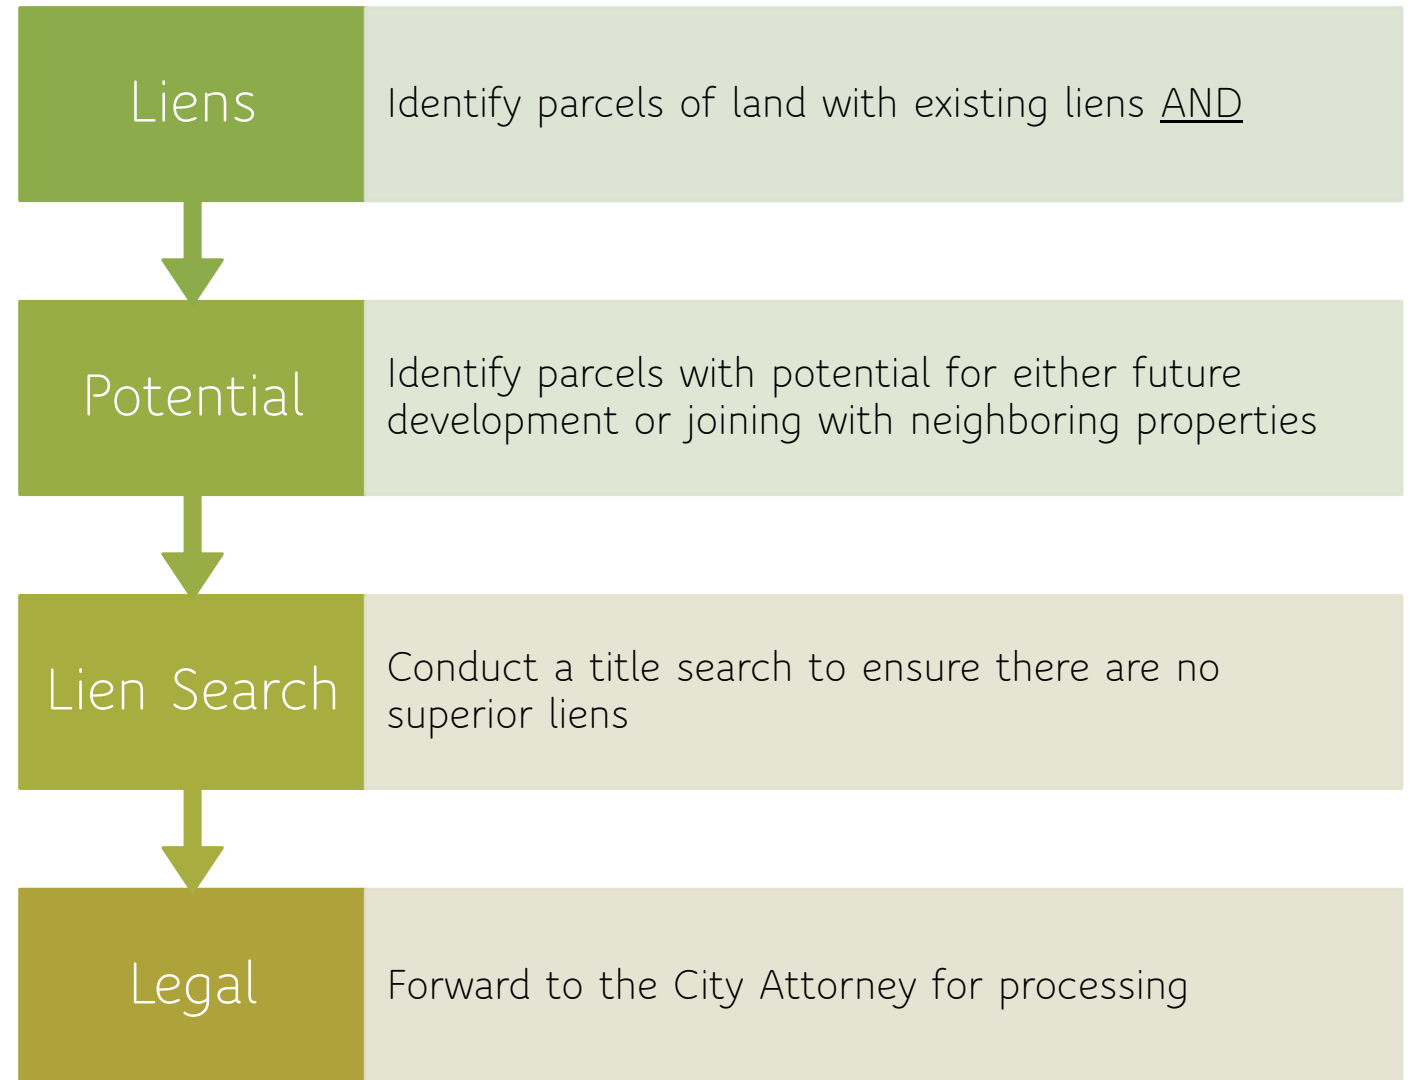 Liens
Identify parcels of land with existing liens AND
Potential
Identify parcels with potential for either future
development or joining with neighboring properties
Lien Search
Conduct a title search to ensure there are no
superior liens
Legal
Forward to the City Attorney for processing